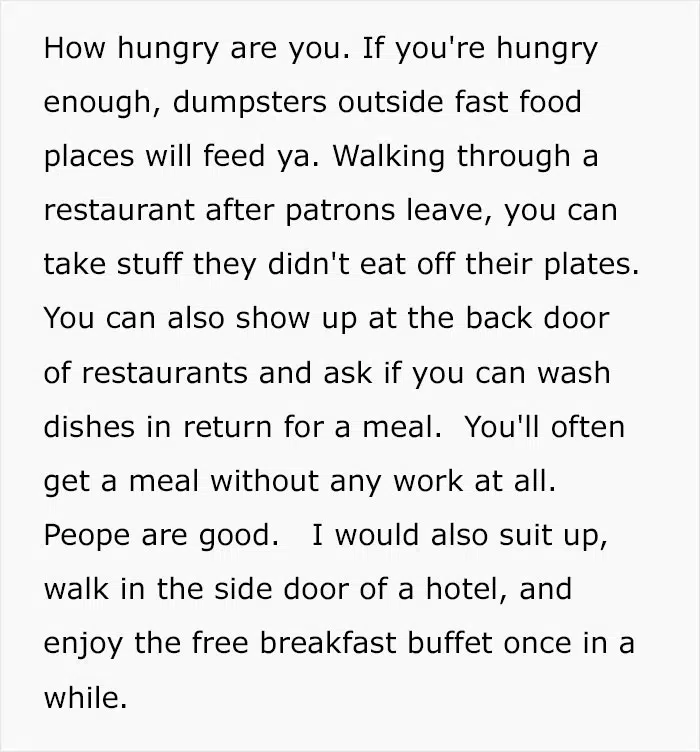 How hungry are you. If you're hungry
enough, dumpsters outside fast food
places will feed ya. Walking through a
restaurant after patrons leave, you can
take stuff they didn't eat off their plates.
You can also show up at the back door
of restaurants and ask if you can wash
dishes in return for a meal.  You'll often
get a meal without any work at all.
Peope are good.   I would also suit up,
walk in the side door of a hotel, and
enjoy the free breakfast buffet once in a
while.